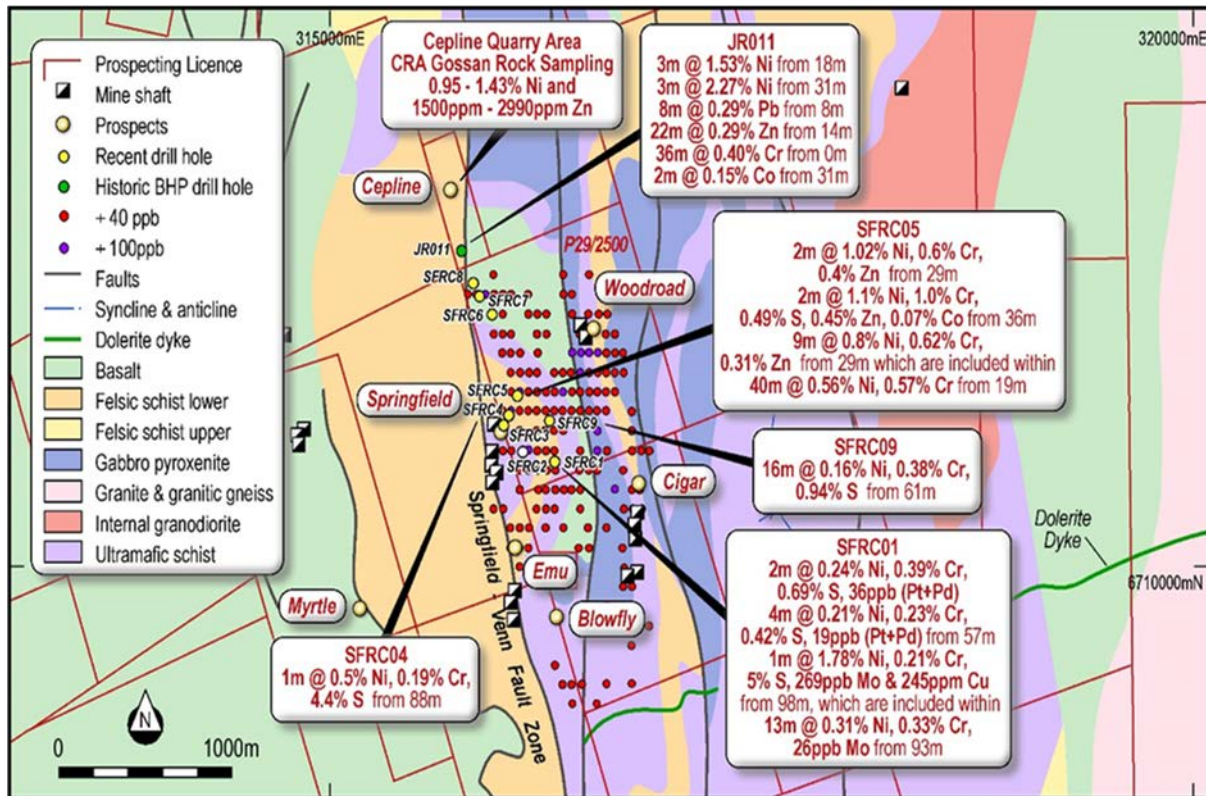 315000mE
320000mE
Prospecting Licence
Mine shaft
Prospects
Recent drill hole
Historic BHP drill hole
+ 40 ppb
+ 100ppb
Faults
Syncline & anticline
Dolerite dyke
Basalt
Felsic schist lower
Felsic schist upper
Gabbro pyroxenite
Granite & granitic gneiss
Internal granodiorite
Ultramafic schist
Cepline Quarry Area
CRA Gossan Rock Sampling
0.95 - 1.43% Ni and
1500ppm - 2990ppm Zn
JR011
3m @ 1.53% Ni from 18m
3m @ 2.27% Ni from 31m
8m @ 0.29% Pb from 8m
22m @ 0.29% Zn from 14m
36m @ 0.40% Cr from 0m
2m @ 0.15% Co from 31m
Cepline
JR011
P29/2500
SFRC8
SFRC7
SFRC6
Woodroad
SFRC05
2m @ 1.02% Ni, 0.6% Cr,
0.4% Zn from 29m
2m @ 1.1% Ni, 1.0% Cr,
0.49% S, 0.45% Zn, 0.07% Co from 36m
9m @ 0.8% Ni, 0.62% Cr,
0.31% Zn from 29m which are included within
40m @ 0.56% Ni, 0.57% Cr from 19m
Springfield
SFRC5
SFRC4
SFRC3
SFRC9
SFRC2
SFRC1
SFRC09
16m @ 0.16% Ni, 0.38% Cr,
0.94% S from 61m
Cigar
SFRC01
2m @ 0.24% Ni, 0.39% Cr,
0.69% S, 36ppb (Pt+Pd)
4m @ 0.21% Ni, 0.23% Cr,
0.42% S, 19ppb (Pt+Pd) from 57m
1m @ 1.78% Ni, 0.21% Cr,
5% S, 269ppb Mo & 245ppm Cu
from 98m, which are included within
13m @ 0.31% Ni, 0.33% Cr,
26ppb Mo from 93m
Dolerite
Dyke
6710000mN
Springfield - Venn Fault Zone
Emu
Myrtle
Blowfly
SFRC04
1m @ 0.5% Ni, 0.19% Cr,
4.4% S from 88m
N
0
1000m